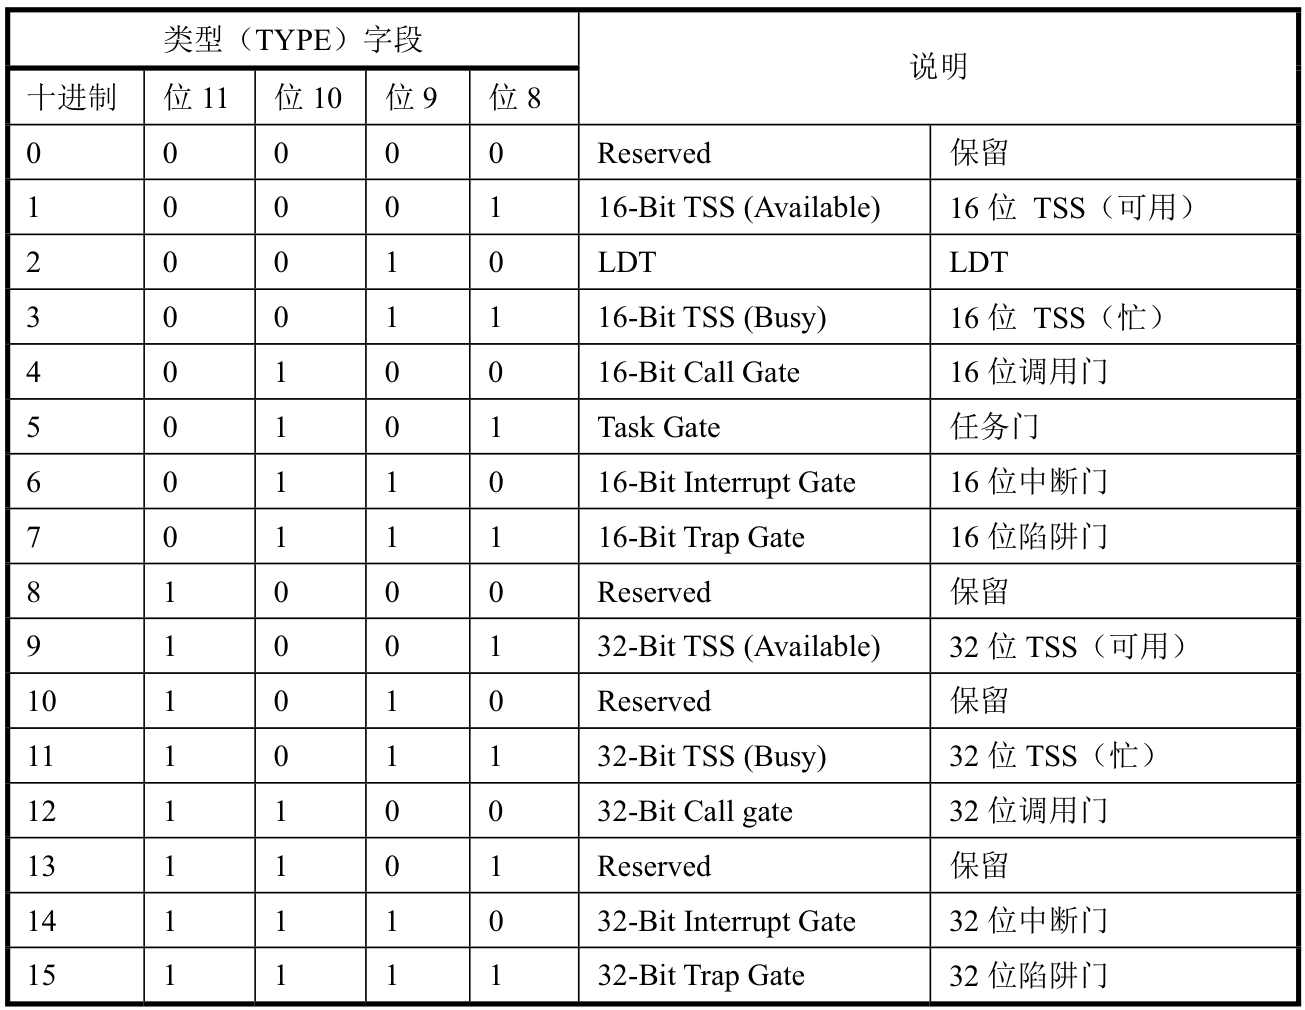 类型（TYPE）字段 说明
十进制 位 11 位 10 位 9 位 8
0 0 0 0 0 Reserved 保留
1 0 0 0 1 16-Bit TSS (Available) 16 位 TSS（可用）
2 0 0 1 0 LDT LDT
3 0 0 1 1 16-Bit TSS (Busy) 16 位 TSS（忙）
4 0 1 0 0 16-Bit Call Gate 16 位调用门
5 0 1 0 1 Task Gate 任务门
6 0 1 1 0 16-Bit Interrupt Gate 16 位中断门
7 0 1 1 1 16-Bit Trap Gate 16 位陷阱门
8 1 0 0 0 Reserved 保留
9 1 0 0 1 32-Bit TSS (Available) 32 位 TSS（可用）
10 1 0 1 0 Reserved 保留
11 1 0 1 1 32-Bit TSS (Busy) 32 位 TSS（忙）
12 1 1 0 0 32-Bit Call gate 32 位调用门
13 1 1 0 1 Reserved 保留
14 1 1 1 0 32-Bit Interrupt Gate 32 位中断门
15 1 1 1 1 32-Bit Trap Gate 32 位陷阱门